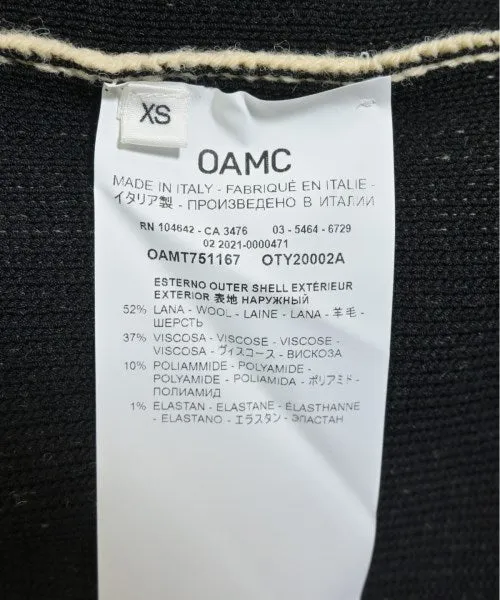 XS
OAMC
MADE IN ITALY - FABRIQUÉ EN ITALIE -
イタリア製 - ПРОИЗВЕДЕНО В ИТАЛИИ
RN 104642 - CA 3476 03 - 5464 - 6729
02 2021-0000471
OAMT751167 OTY20002A
ESTERNO OUTER SHELL EXTÉRIEUR
EXTERIOR 表地 НАРУЖНЫЙ
52% LANA - WOOL - LAINE - LANA - 羊毛 -
ШЕРСТЬ
37% VISCOSA - VISCOSE - VISCOSE -
VISCOSA - ヴィスコース - ВИСКОЗА
10% POLIAMMIDE - POLYAMIDE -
POLYAMIDE - POLIAMIDA - ポリアミド -
ПОЛИАМИД
1% ELASTAN - ELASTANE - ÉLASTHANNE
- ELASTANO - エラスタン - ЭЛАСТАН